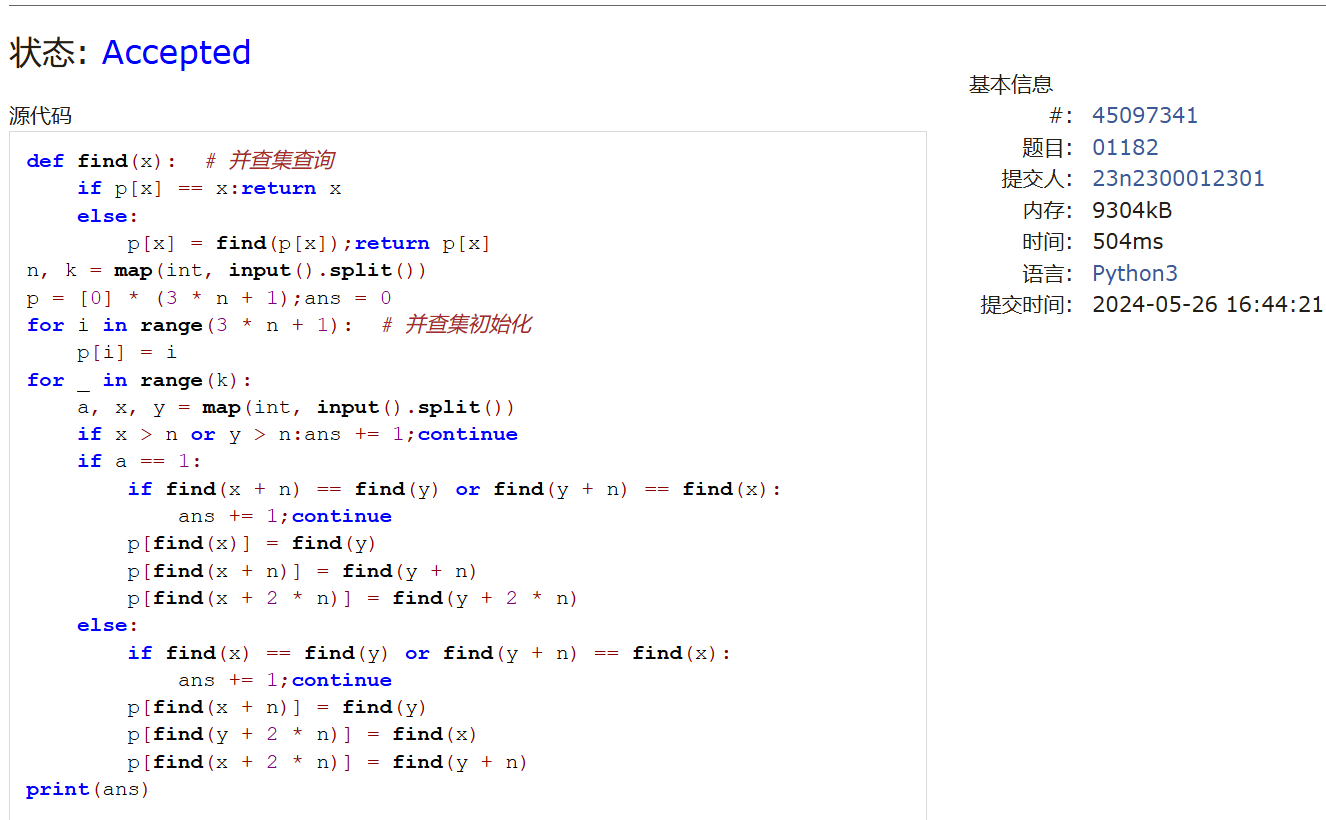 状态: Accepted
源代码
def find(x):  # 并查集查询
    if p[x] == x:return x
    else:
        p[x] = find(p[x]);return p[x]
n, k = map(int, input().split())
p = [0] * (3 * n + 1);ans = 0
for i in range(3 * n + 1):  # 并查集初始化
    p[i] = i
for _ in range(k):
    a, x, y = map(int, input().split())
    if x > n or y > n:ans += 1;continue
    if a == 1:
        if find(x + n) == find(y) or find(y + n) == find(x):
            ans += 1;continue
        p[find(x)] = find(y)
        p[find(x + n)] = find(y + n)
        p[find(x + 2 * n)] = find(y + 2 * n)
    else:
        if find(x) == find(y) or find(y + n) == find(x):
            ans += 1;continue
        p[find(x + n)] = find(y)
        p[find(y + 2 * n)] = find(x)
        p[find(x + 2 * n)] = find(y + n)
print(ans)
基本信息
#: 45097341
题目: 01182
提交人: 23n2300012301
内存: 9304kB
时间: 504ms
语言: Python3
提交时间: 2024-05-26 16:44:21